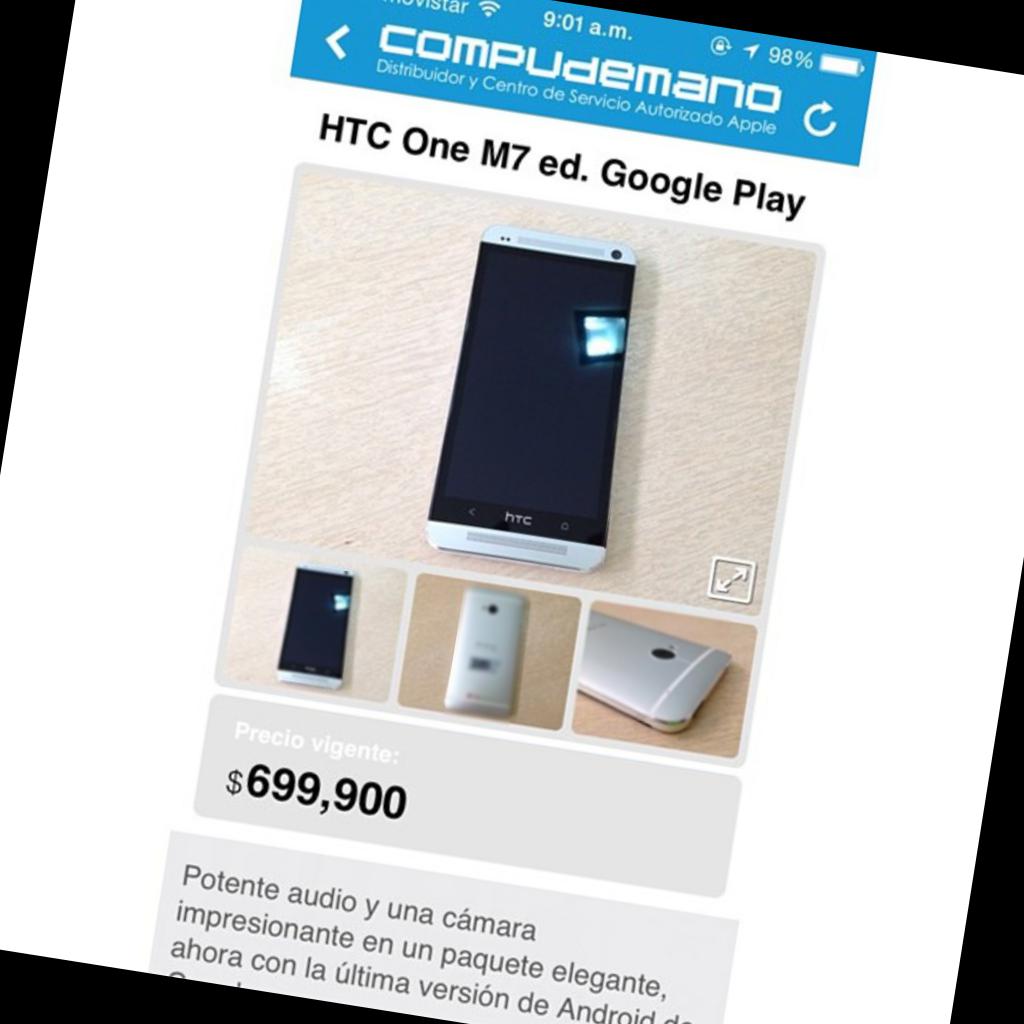 movistar 9:01 a.m. 98%
compudemano
Distribuidor y Centro de Servicio Autorizado Apple
HTC One M7 ed. Google Play
hTC
Precio vigente:
$699,900
Potente audio y una cámara
impresionante en un paquete elegante,
ahora con la última versión de Android de